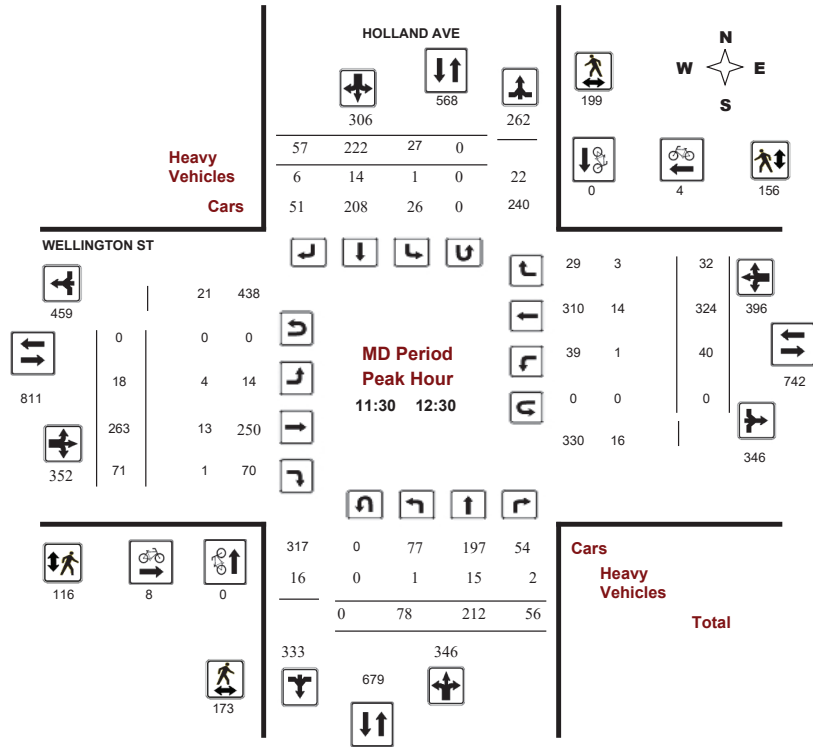 HOLLAND AVE
N
W E
S
568
306 262
199
57 222 27 0
Heavy
Vehicles
6 14 1 0 22
Cars
51 208 26 0 240
0 4 156
WELLINGTON ST
459
21 438
29 3 32
396
0 0 0
310 14 324
811
18 4 14
MD Period
Peak Hour
11:30 12:30
39 1 40
742
0 0 0
352
263 13 250
330 16
346
71 1 70
317 0 77 197 54
Cars
16 0 1 15 2
Heavy
Vehicles
0 78 212 56
Total
116 8 0
333 346
679
173